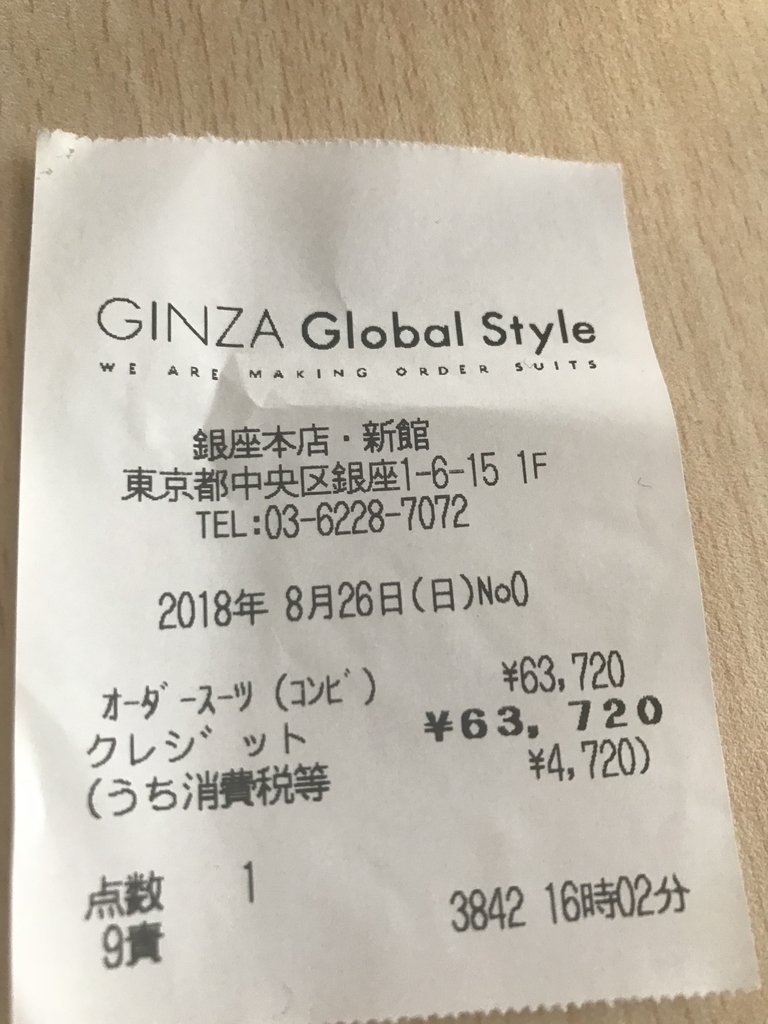 GINZA Global Style
WE ARE MAKING ORDER SUITS
銀座本店・新館
東京都中央区銀座1-6-15 1F
TEL:03-6228-7072
2018年 8月26日(日)No0
ｵｰﾀﾞｰｽｰﾂ (ｺﾝﾋﾞ) ¥63,720
クレジット ¥63,720
(うち消費税等 ¥4,720)
点数 1
9責 3842 16時02分